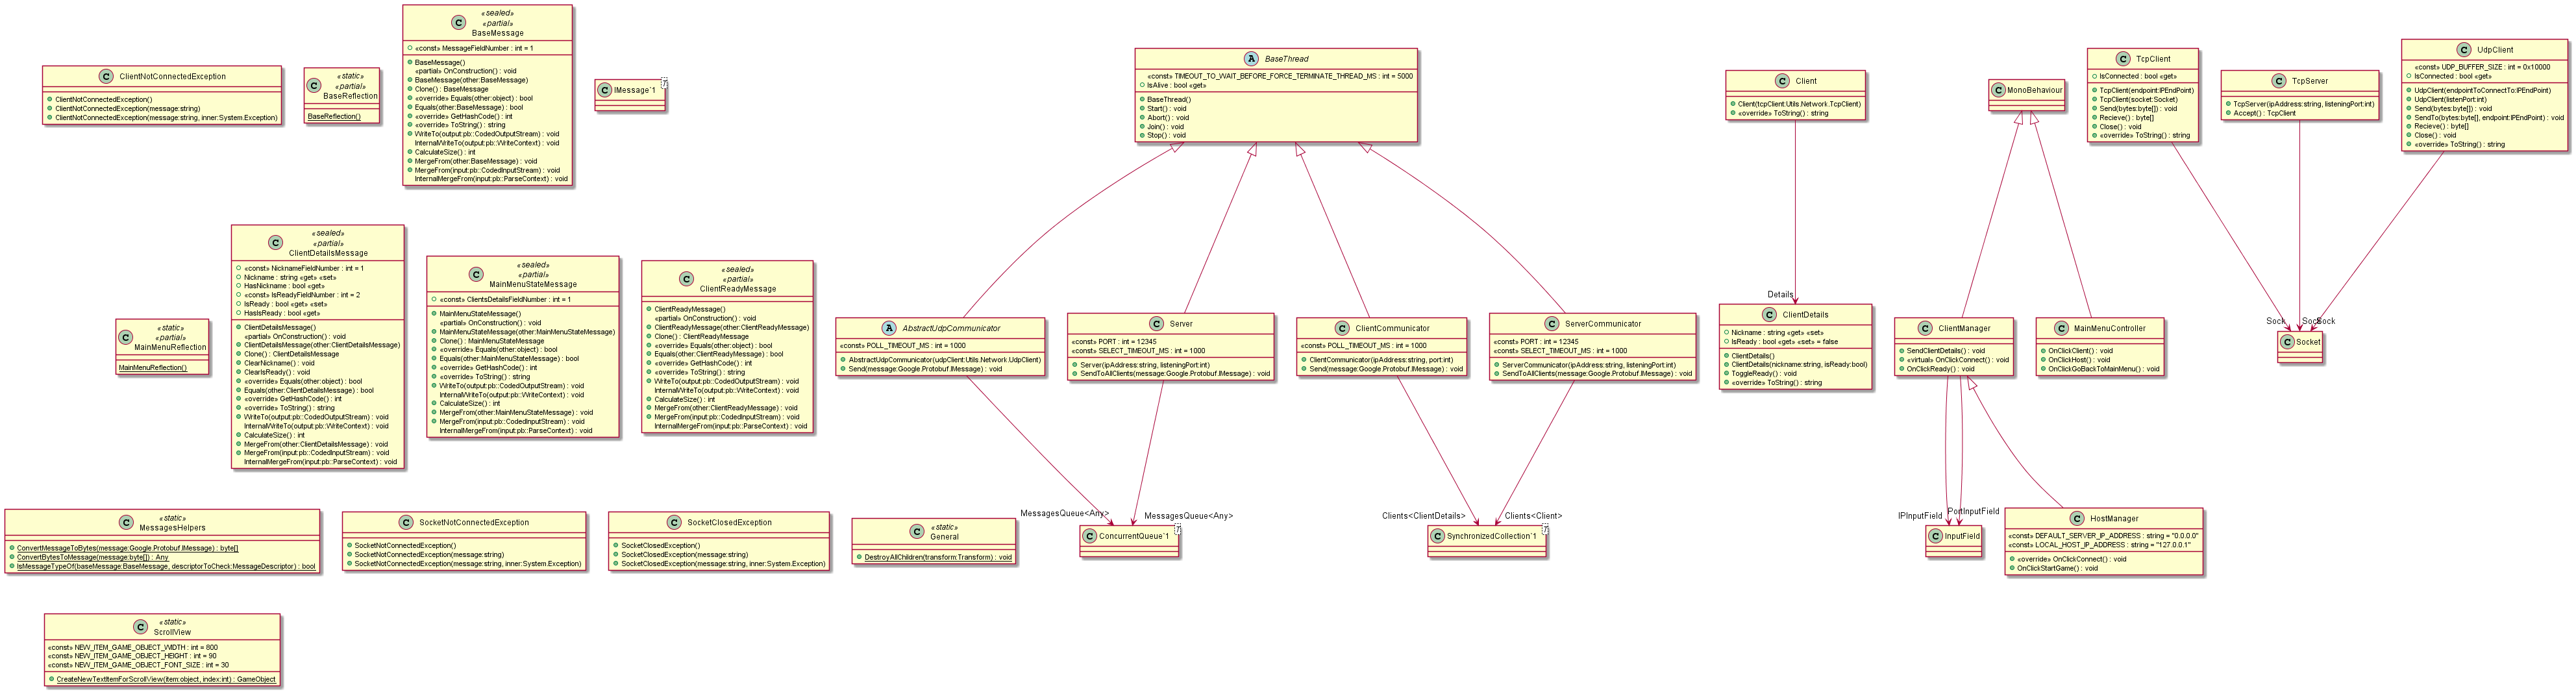 C ClientNotConnectedException
ClientNotConnectedException()
ClientNotConnectedException(message:string)
ClientNotConnectedException(message:string, inner:System.Exception)
«static»
«partial»
C BaseReflection
BaseReflection()
«sealed»
«partial»
C BaseMessage
«const» MessageFieldNumber : int = 1
BaseMessage()
«partial» OnConstruction() : void
BaseMessage(other:BaseMessage)
Clone() : BaseMessage
«override» Equals(other:object) : bool
Equals(other:BaseMessage) : bool
«override» GetHashCode() : int
«override» ToString() : string
WriteTo(output:pb::CodedOutputStream) : void
InternalWriteTo(output:pb::WriteContext) : void
CalculateSize() : int
MergeFrom(other:BaseMessage) : void
MergeFrom(input:pb::CodedInputStream) : void
InternalMergeFrom(input:pb::ParseContext) : void
C IMessage`1
T
A BaseThread
«const» TIMEOUT_TO_WAIT_BEFORE_FORCE_TERMINATE_THREAD_MS : int = 5000
IsAlive : bool «get»
BaseThread()
Start() : void
Abort() : void
Join() : void
Stop() : void
C Client
Client(tcpClient:Utils.Network.TcpClient)
«override» ToString() : string
C MonoBehaviour
C TcpClient
IsConnected : bool «get»
TcpClient(endpoint:IPEndPoint)
TcpClient(socket:Socket)
Send(bytes:byte[]) : void
Recieve() : byte[]
Close() : void
«override» ToString() : string
C TcpServer
TcpServer(ipAddress:string, listeningPort:int)
Accept() : TcpClient
C UdpClient
«const» UDP_BUFFER_SIZE : int = 0x10000
IsConnected : bool «get»
UdpClient(endpointToConnectTo:IPEndPoint)
UdpClient(listenPort:int)
Send(bytes:byte[]) : void
SendTo(bytes:byte[], endpoint:IPEndPoint) : void
Recieve() : byte[]
Close() : void
«override» ToString() : string
«static»
«partial»
C MainMenuReflection
MainMenuReflection()
«sealed»
«partial»
C ClientDetailsMessage
«const» NicknameFieldNumber : int = 1
Nickname : string «get» «set»
HasNickname : bool «get»
«const» IsReadyFieldNumber : int = 2
IsReady : bool «get» «set»
HasIsReady : bool «get»
ClientDetailsMessage()
«partial» OnConstruction() : void
ClientDetailsMessage(other:ClientDetailsMessage)
Clone() : ClientDetailsMessage
ClearNickname() : void
ClearIsReady() : void
«override» Equals(other:object) : bool
Equals(other:ClientDetailsMessage) : bool
«override» GetHashCode() : int
«override» ToString() : string
WriteTo(output:pb::CodedOutputStream) : void
InternalWriteTo(output:pb::WriteContext) : void
CalculateSize() : int
MergeFrom(other:ClientDetailsMessage) : void
MergeFrom(input:pb::CodedInputStream) : void
InternalMergeFrom(input:pb::ParseContext) : void
«sealed»
«partial»
C MainMenuStateMessage
«const» ClientsDetailsFieldNumber : int = 1
MainMenuStateMessage()
«partial» OnConstruction() : void
MainMenuStateMessage(other:MainMenuStateMessage)
Clone() : MainMenuStateMessage
«override» Equals(other:object) : bool
Equals(other:MainMenuStateMessage) : bool
«override» GetHashCode() : int
«override» ToString() : string
WriteTo(output:pb::CodedOutputStream) : void
InternalWriteTo(output:pb::WriteContext) : void
CalculateSize() : int
MergeFrom(other:MainMenuStateMessage) : void
MergeFrom(input:pb::CodedInputStream) : void
InternalMergeFrom(input:pb::ParseContext) : void
«sealed»
«partial»
C ClientReadyMessage
ClientReadyMessage()
«partial» OnConstruction() : void
ClientReadyMessage(other:ClientReadyMessage)
Clone() : ClientReadyMessage
«override» Equals(other:object) : bool
Equals(other:ClientReadyMessage) : bool
«override» GetHashCode() : int
«override» ToString() : string
WriteTo(output:pb::CodedOutputStream) : void
InternalWriteTo(output:pb::WriteContext) : void
CalculateSize() : int
MergeFrom(other:ClientReadyMessage) : void
MergeFrom(input:pb::CodedInputStream) : void
InternalMergeFrom(input:pb::ParseContext) : void
A AbstractUdpCommunicator
«const» POLL_TIMEOUT_MS : int = 1000
AbstractUdpCommunicator(udpClient:Utils.Network.UdpClient)
Send(message:Google.Protobuf.IMessage) : void
C Server
«const» PORT : int = 12345
«const» SELECT_TIMEOUT_MS : int = 1000
Server(ipAddress:string, listeningPort:int)
SendToAllClients(message:Google.Protobuf.IMessage) : void
C ClientCommunicator
«const» POLL_TIMEOUT_MS : int = 1000
ClientCommunicator(ipAddress:string, port:int)
Send(message:Google.Protobuf.IMessage) : void
C ServerCommunicator
«const» PORT : int = 12345
«const» SELECT_TIMEOUT_MS : int = 1000
ServerCommunicator(ipAddress:string, listeningPort:int)
SendToAllClients(message:Google.Protobuf.IMessage) : void
Details
C ClientDetails
Nickname : string «get» «set»
IsReady : bool «get» «set» = false
ClientDetails()
ClientDetails(nickname:string, isReady:bool)
ToggleReady() : void
«override» ToString() : string
C ClientManager
SendClientDetails() : void
«virtual» OnClickConnect() : void
OnClickReady() : void
C MainMenuController
OnClickClient() : void
OnClickHost() : void
OnClickGoBackToMainMenu() : void
Sock
Sock
Sock
C Socket
«static»
C MessagesHelpers
ConvertMessageToBytes(message:Google.Protobuf.IMessage) : byte[]
ConvertBytesToMessage(message:byte[]) : Any
IsMessageTypeOf(baseMessage:BaseMessage, descriptorToCheck:MessageDescriptor) : bool
C SocketNotConnectedException
SocketNotConnectedException()
SocketNotConnectedException(message:string)
SocketNotConnectedException(message:string, inner:System.Exception)
C SocketClosedException
SocketClosedException()
SocketClosedException(message:string)
SocketClosedException(message:string, inner:System.Exception)
«static»
C General
DestroyAllChildren(transform:Transform) : void
MessagesQueue<Any>
MessagesQueue<Any>
C ConcurrentQueue`1
T
Clients<ClientDetails>
Clients<Client>
C SynchronizedCollection`1
T
IPInputField
PortInputField
C InputField
C HostManager
«const» DEFAULT_SERVER_IP_ADDRESS : string = "0.0.0.0"
«const» LOCAL_HOST_IP_ADDRESS : string = "127.0.0.1"
«override» OnClickConnect() : void
OnClickStartGame() : void
«static»
C ScrollView
«const» NEW_ITEM_GAME_OBJECT_WIDTH : int = 800
«const» NEW_ITEM_GAME_OBJECT_HEIGHT : int = 90
«const» NEW_ITEM_GAME_OBJECT_FONT_SIZE : int = 30
CreateNewTextItemForScrollView(item:object, index:int) : GameObject